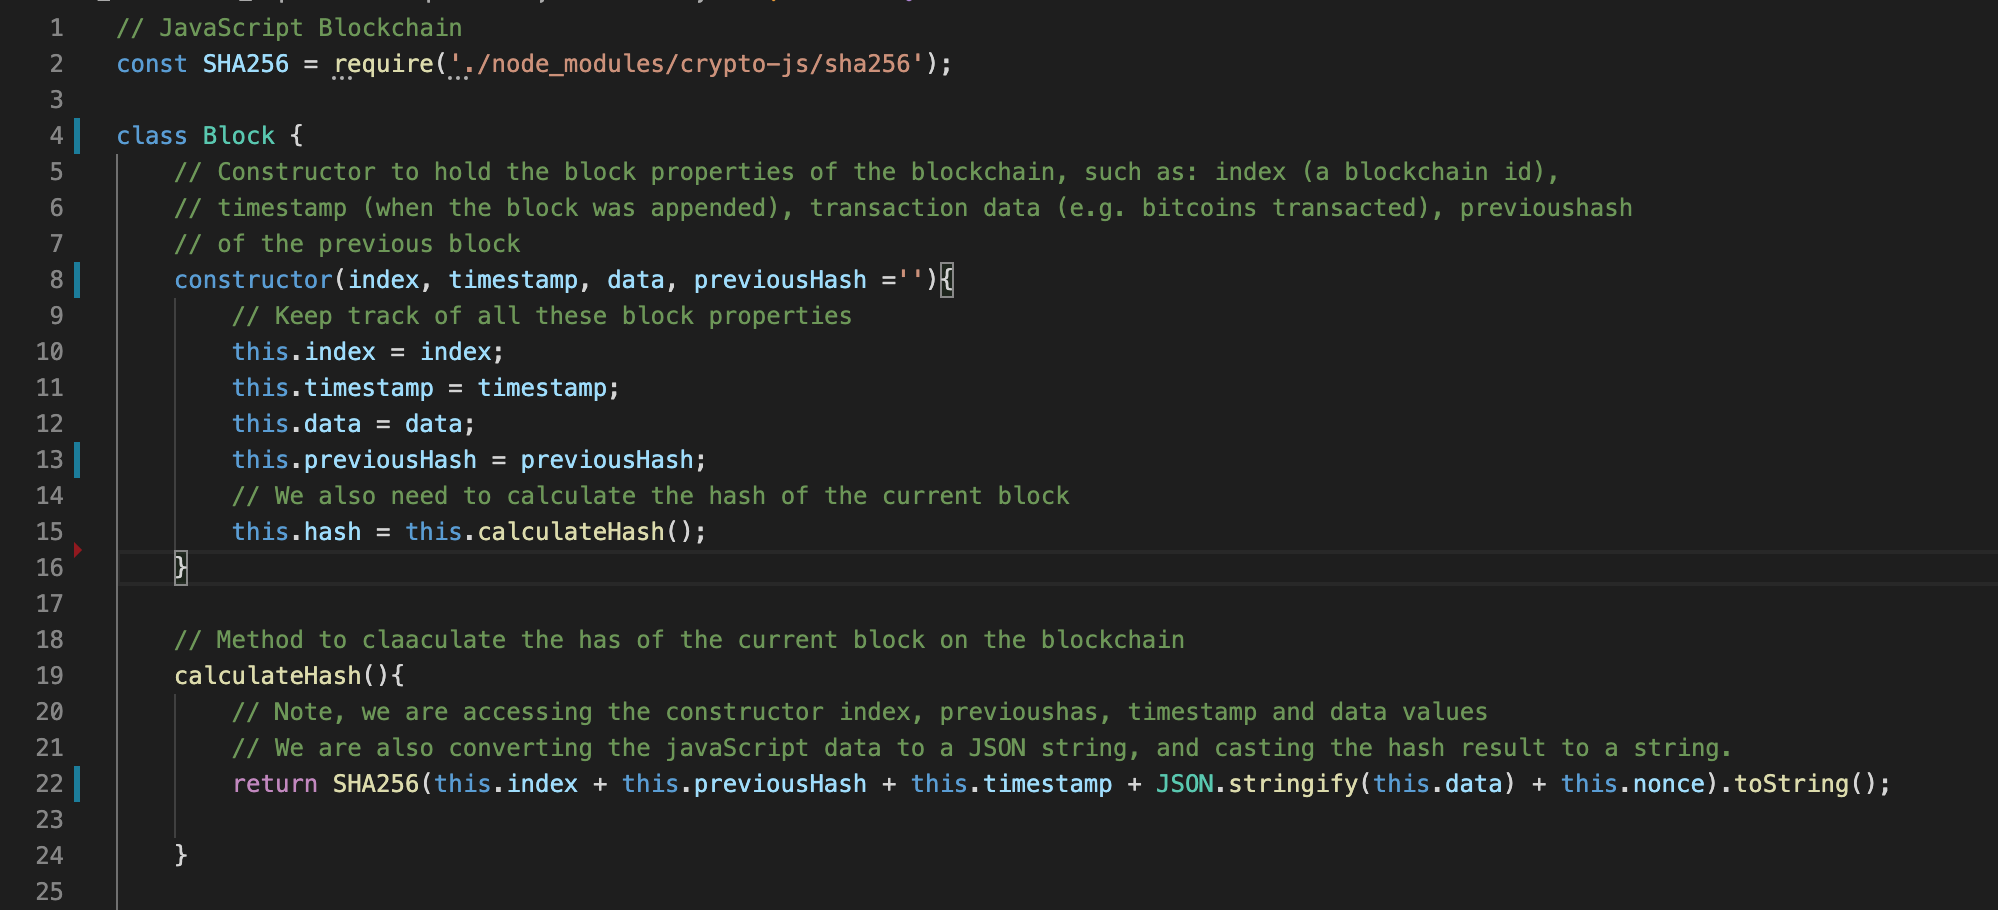 1 // JavaScript Blockchain
2 const SHA256 = require('./node_modules/crypto-js/sha256');
3
4 class Block {
5 // Constructor to hold the block properties of the blockchain, such as: index (a blockchain id),
6 // timestamp (when the block was appended), transaction data (e.g. bitcoins transacted), previoushash
7 // of the previous block
8 constructor(index, timestamp, data, previousHash =''){
9 // Keep track of all these block properties
10 this.index = index;
11 this.timestamp = timestamp;
12 this.data = data;
13 this.previousHash = previousHash;
14 // We also need to calculate the hash of the current block
15 this.hash = this.calculateHash();
16 }
17
18 // Method to claaculate the has of the current block on the blockchain
19 calculateHash(){
20 // Note, we are accessing the constructor index, previoushas, timestamp and data values
21 // We are also converting the javaScript data to a JSON string, and casting the hash result to a string.
22 return SHA256(this.index + this.previousHash + this.timestamp + JSON.stringify(this.data) + this.nonce).toString();
23
24 }
25